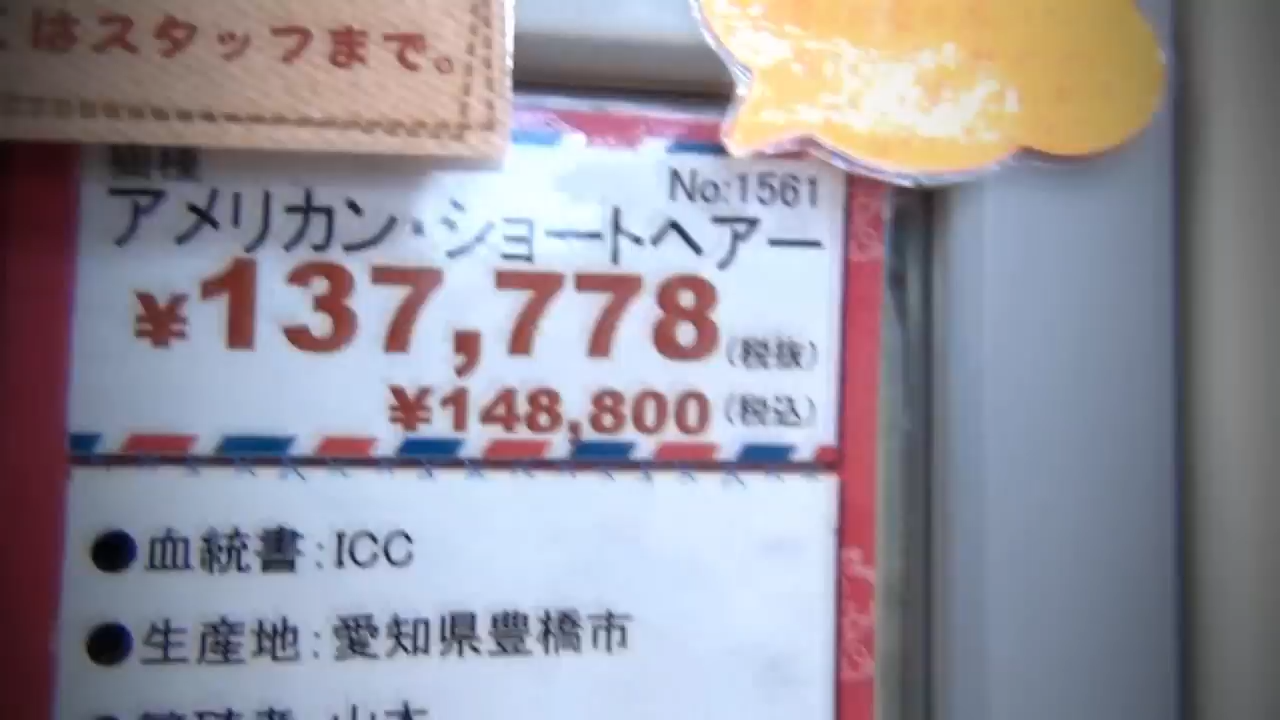 はスタッフまで。
No:1561
アメリカン・ショートヘアー
¥137,778(税抜)
¥148,800(税込)
●血統書:ICC
●生産地:愛知県豊橋市